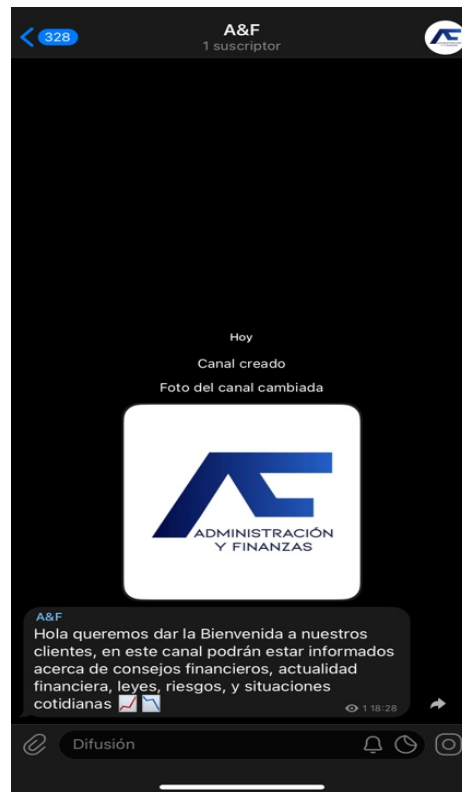 328
A&F
1 suscriptor
Hoy
Canal creado
Foto del canal cambiada
ADMINISTRACIÓN
Y FINANZAS
A&F
Hola queremos dar la Bienvenida a nuestros
clientes, en este canal podrán estar informados
acerca de consejos financieros, actualidad
financiera, leyes, riesgos, y situaciones
cotidianas 📈 📉
1 18:28
Difusión